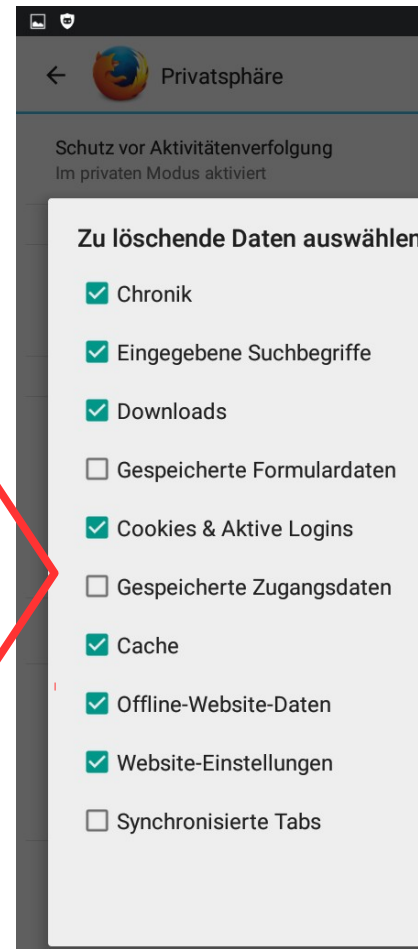 Privatsphäre
Schutz vor Aktivitätenverfolgung
Im privaten Modus aktiviert
Zu löschende Daten auswählen
Chronik
Eingegebene Suchbegriffe
Downloads
Gespeicherte Formulardaten
Cookies & Aktive Logins
Gespeicherte Zugangsdaten
Cache
Offline-Website-Daten
Website-Einstellungen
Synchronisierte Tabs